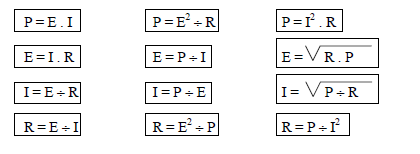 P = E . I P = E² ÷ R P = I² . R
E = I . R E = P ÷ I E = √ R . P
I = E ÷ R I = P ÷ E I = √ P ÷ R
R = E ÷ I R = E² ÷ P R = P ÷ I²